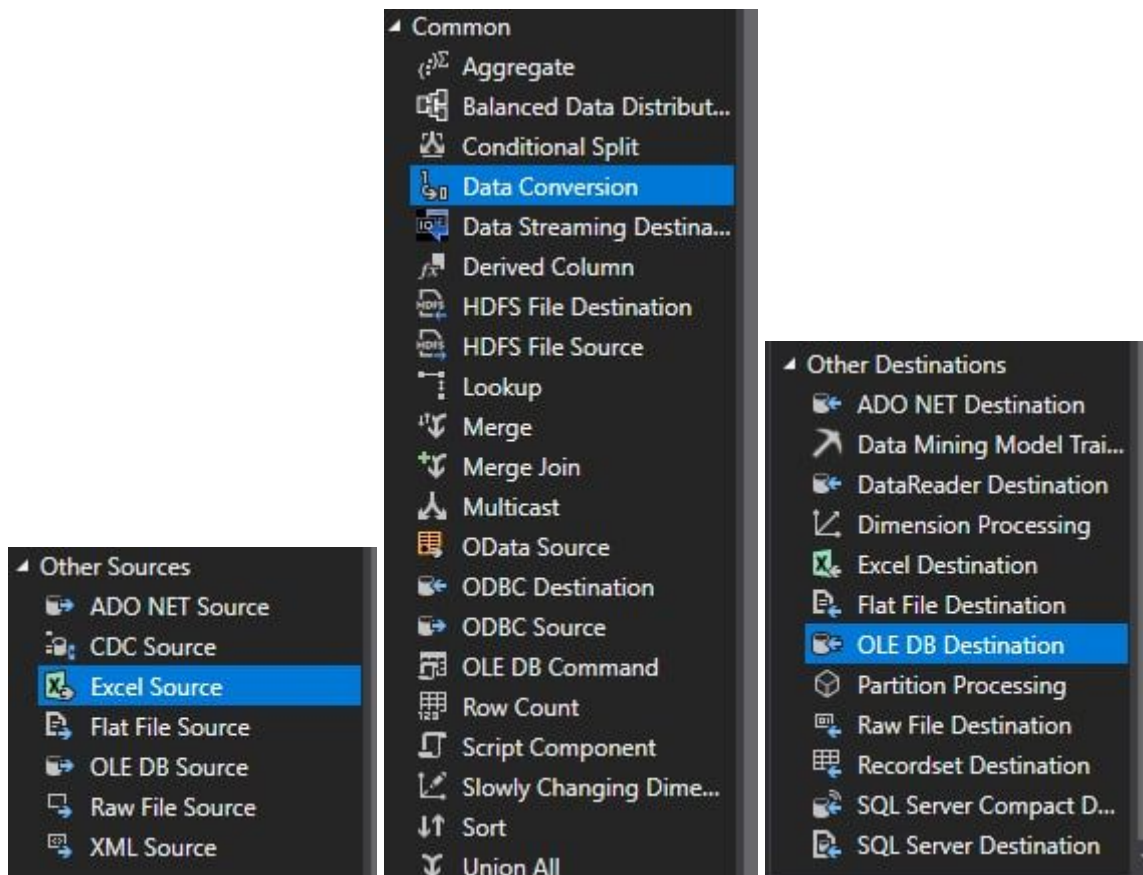 Other Sources
ADO NET Source
CDC Source
Excel Source
Flat File Source
OLE DB Source
Raw File Source
XML Source
Common
Aggregate
Balanced Data Distribut...
Conditional Split
Data Conversion
Data Streaming Destina...
Derived Column
HDFS File Destination
HDFS File Source
Lookup
Merge
Merge Join
Multicast
OData Source
ODBC Destination
ODBC Source
OLE DB Command
Row Count
Script Component
Slowly Changing Dime...
Sort
Union All
Other Destinations
ADO NET Destination
Data Mining Model Trai...
DataReader Destination
Dimension Processing
Excel Destination
Flat File Destination
OLE DB Destination
Partition Processing
Raw File Destination
Recordset Destination
SQL Server Compact D...
SQL Server Destination